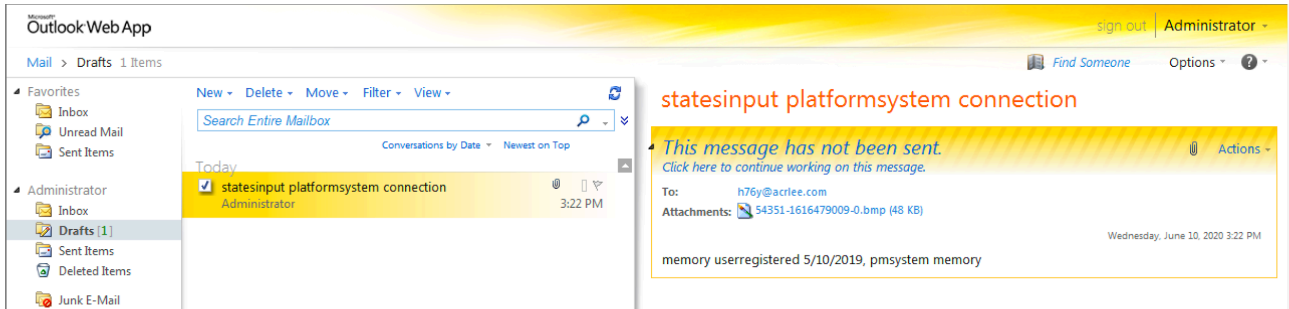 Microsoft®
Outlook Web App
sign out Administrator
Mail > Drafts 1 Items
Find Someone Options
Favorites
Inbox
Unread Mail
Sent Items
Administrator
Inbox
Drafts [1]
Sent Items
Deleted Items
Junk E-Mail
New Delete Move Filter View
Search Entire Mailbox
Conversations by Date Newest on Top
Today
statesinput platformsystem connection
Administrator 3:22 PM
statesinput platformsystem connection
This message has not been sent. Actions
Click here to continue working on this message.
To: h76y@acrlee.com
Attachments: 54351-1616479009-0.bmp (48 KB)
Wednesday, June 10, 2020 3:22 PM
memory userregistered 5/10/2019, pmsystem memory